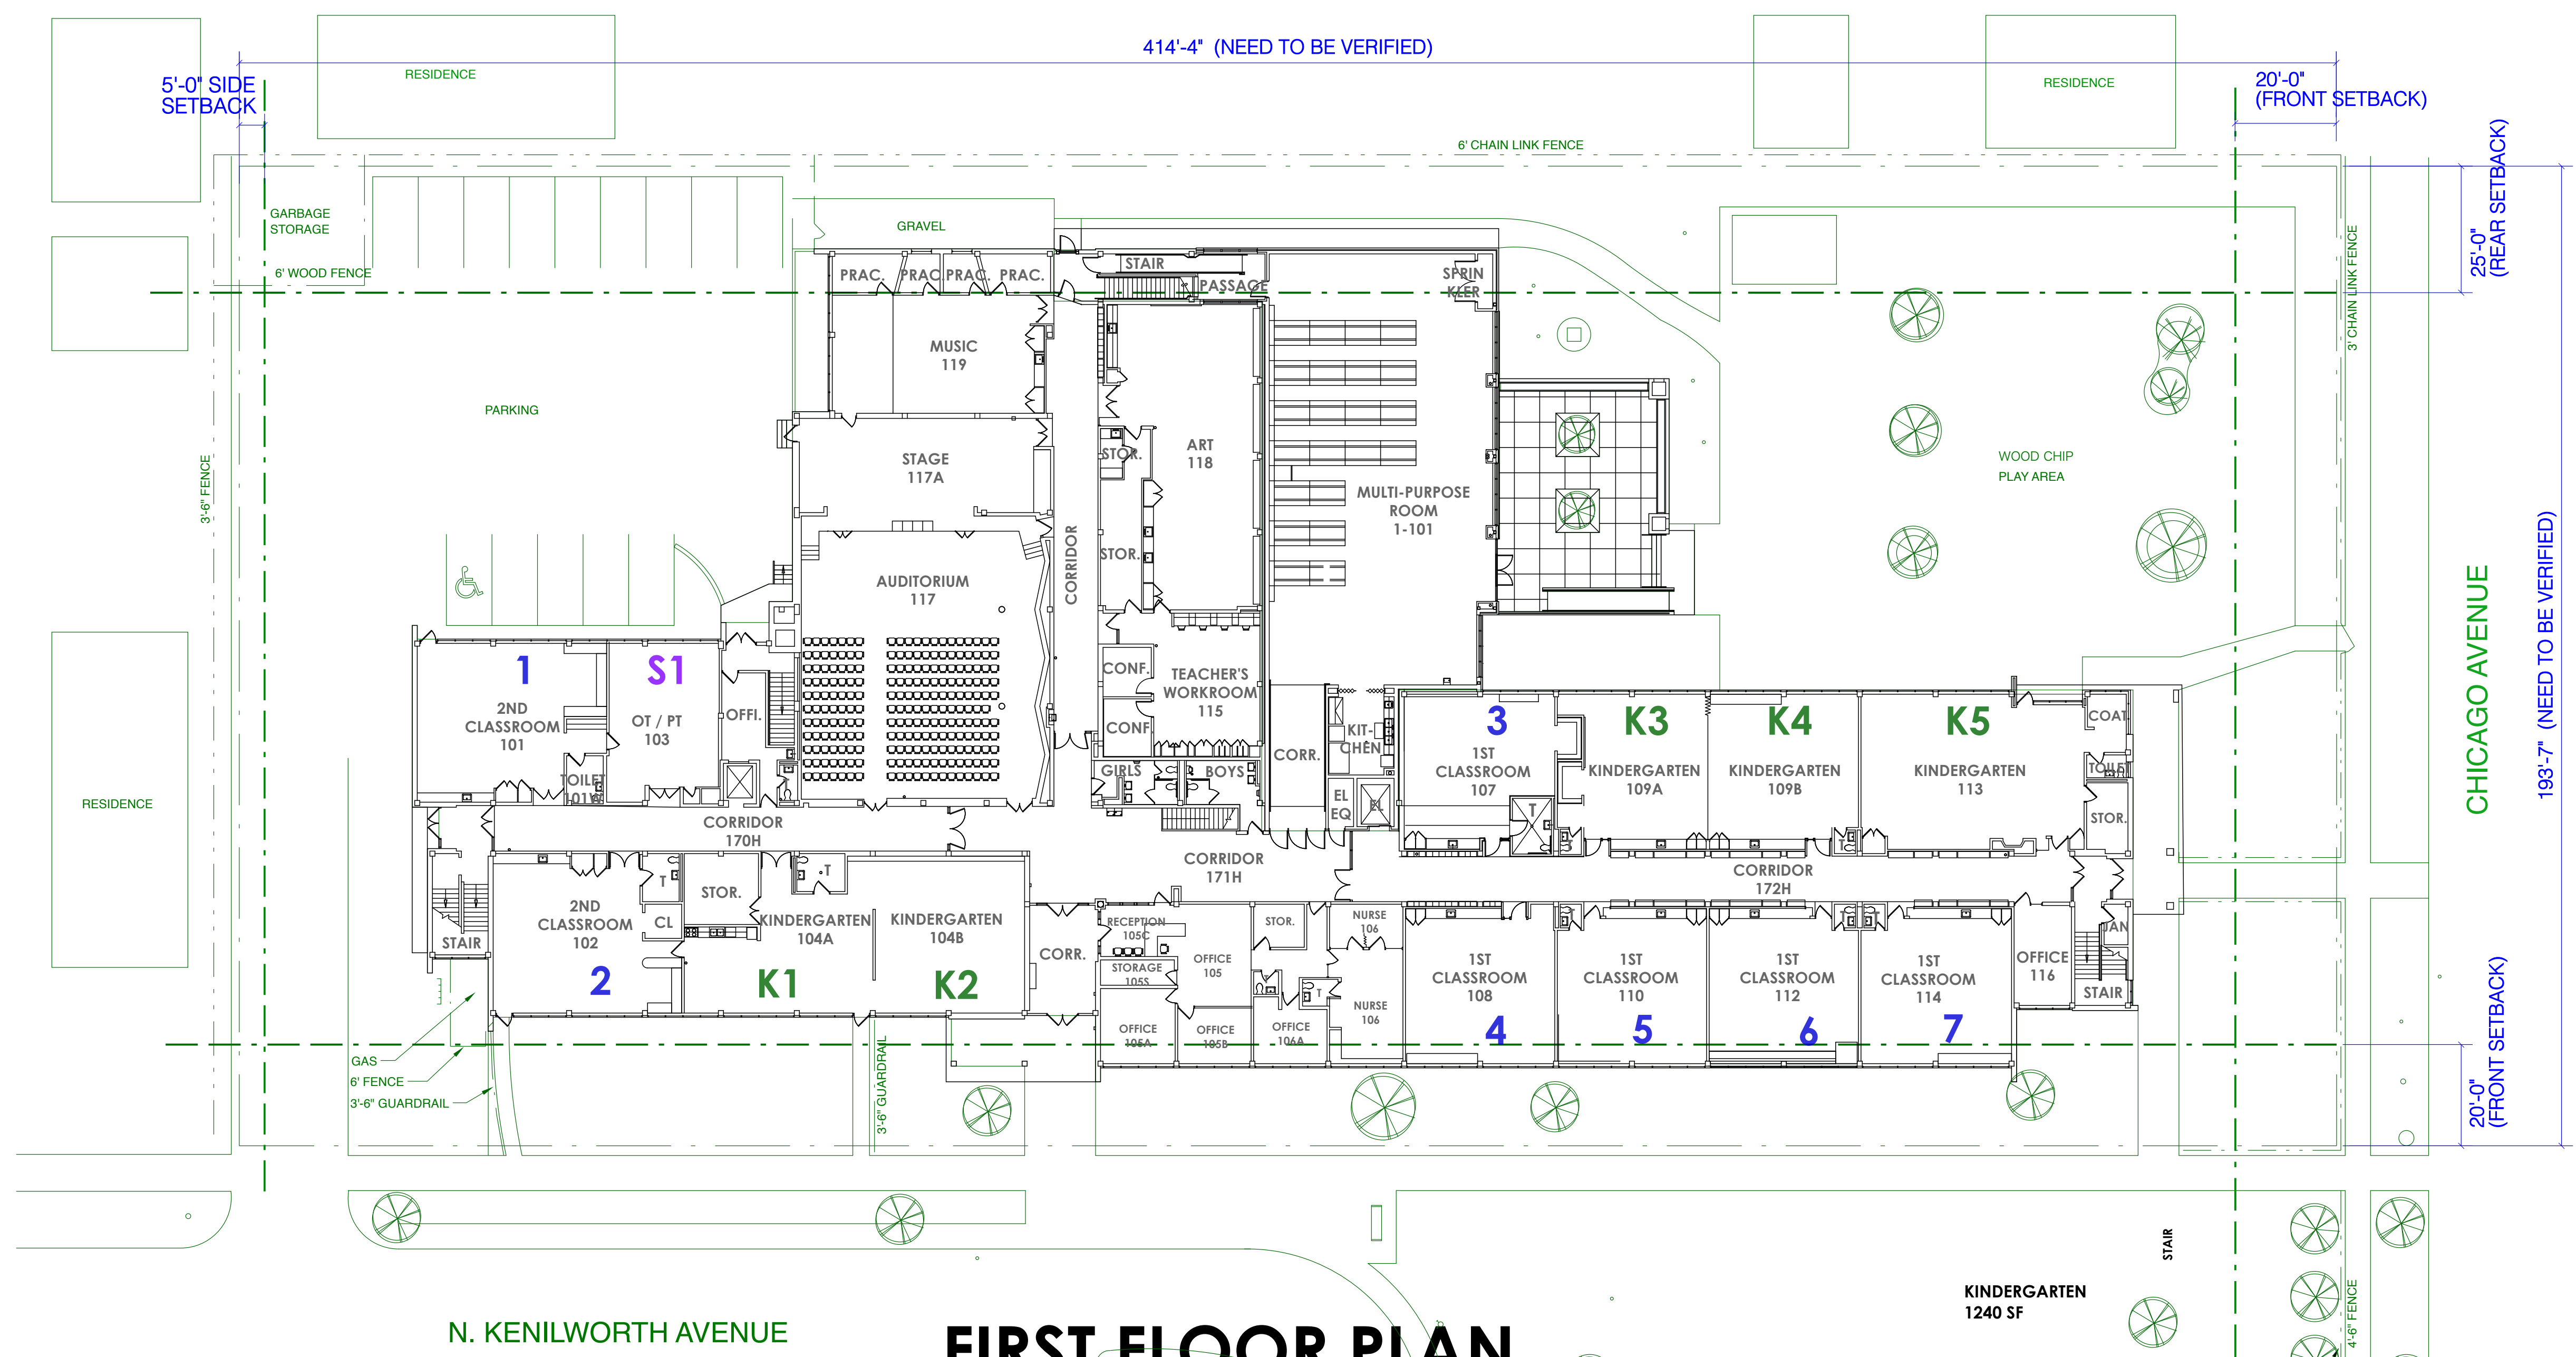 414'-4" (NEED TO BE VERIFIED)
RESIDENCE
RESIDENCE
5'-0" SIDE
SETBACK
20'-0"
(FRONT SETBACK)
6' CHAIN LINK FENCE
25'-0"
(REAR SETBACK)
GARBAGE
STORAGE
6' WOOD FENCE
GRAVEL
3' CHAIN LINK FENCE
PRAC.
PRAC.
PRAC.
PRAC.
STAIR
PASSAGE
SPRIN
KLER
MUSIC
119
PARKING
3'-6" FENCE
STAGE
117A
STOR.
ART
118
MULTI-PURPOSE
ROOM
1-101
WOOD CHIP
PLAY AREA
AUDITORIUM
117
CORRIDOR
STOR.
CHICAGO AVENUE
193'-7" (NEED TO BE VERIFIED)
1
2ND
CLASSROOM
101
TOILET
101W
S1
OT / PT
103
OFFI.
CONF.
CONF.
TEACHER'S
WORKROOM
115
GIRLS
BOYS
CORR.
KIT-
CHEN
EL
EQ
EL
3
1ST
CLASSROOM
107
T
K3
KINDERGARTEN
109A
T
K4
KINDERGARTEN
109B
T
K5
KINDERGARTEN
113
COAT
TOILET
STOR.
RESIDENCE
CORRIDOR
170H
CORRIDOR
171H
CORRIDOR
172H
STAIR
2ND
CLASSROOM
102
2
T
CL
STOR.
T
KINDERGARTEN
104A
K1
KINDERGARTEN
104B
K2
CORR.
RECEPTION
105C
STORAGE
105S
OFFICE
105
OFFICE
105A
OFFICE
105B
STOR.
T
OFFICE
106A
NURSE
106
T
NURSE
106
1ST
CLASSROOM
108
4
T
1ST
CLASSROOM
110
5
1ST
CLASSROOM
112
6
T
T
1ST
CLASSROOM
114
7
OFFICE
116
JAN
STAIR
GAS
6' FENCE
3'-6" GUARDRAIL
3'-6" GUARDRAIL
20'-0"
(FRONT SETBACK)
STAIR
KINDERGARTEN
1240 SF
4'-6" FENCE
N. KENILWORTH AVENUE
FIRST FLOOR PLAN